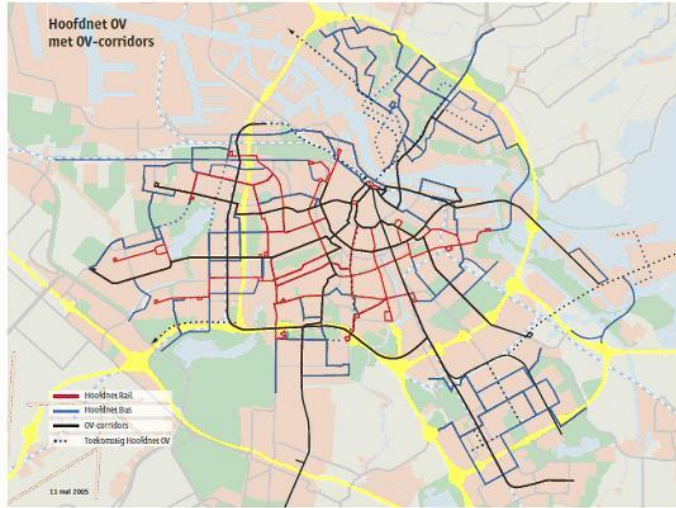 Hoofdnet OV
met OV-corridors
Hoofdnet Rail
Hoofdnet Bus
OV-corridors
Toekomstig Hoofdnet OV
11 mei 2005